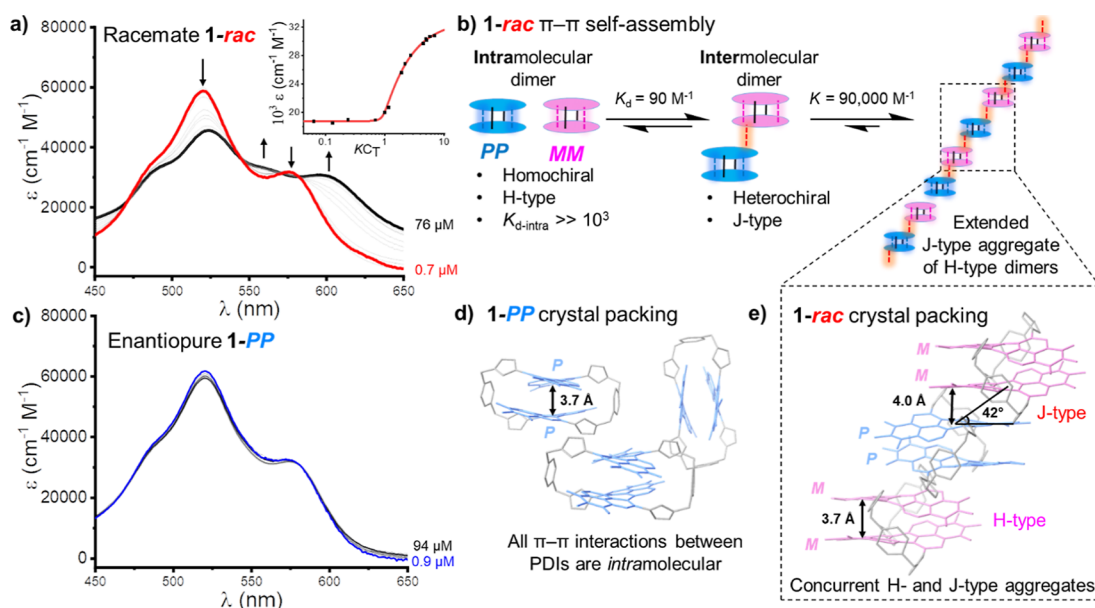 a)
Racemate 1-rac
80000
60000
40000
20000
0
ε (cm⁻¹ M⁻¹)
450
500
550
600
650
λ (nm)
76 µM
0.7 µM
32
28
24
20
10³ ε (cm⁻¹ M⁻¹)
0.1
1
10
KC_T
b) 1-rac π–π self-assembly
Intramolecular
dimer
PP
MM
• Homochiral
• H-type
• K_d-intra >> 10³
K_d = 90 M⁻¹
Intermolecular
dimer
• Heterochiral
• J-type
K = 90,000 M⁻¹
Extended
J-type aggregate
of H-type dimers
c)
Enantiopure 1-PP
80000
60000
40000
20000
0
ε (cm⁻¹ M⁻¹)
450
500
550
600
650
λ (nm)
94 µM
0.9 µM
d) 1-PP crystal packing
P
3.7 Å
P
All π–π interactions between
PDIs are intramolecular
e) 1-rac crystal packing
M
M
4.0 Å
42°
J-type
P
P
M
3.7 Å
H-type
M
Concurrent H- and J-type aggregates